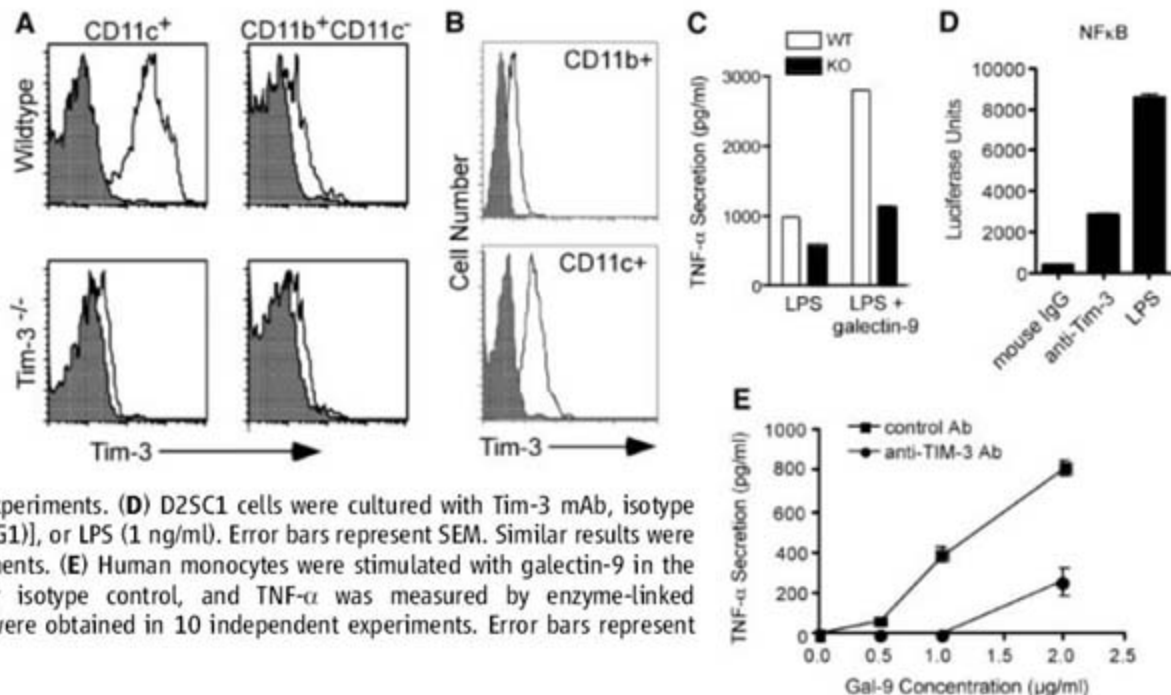 A
CD11c+
CD11b+CD11c-
Wildtype
Tim-3 -/-
Tim-3
B
CD11b+
CD11c+
Cell Number
Tim-3
C
WT
KO
TNF-α Secretion (pg/ml)
3000
2000
1000
0
LPS
LPS +
galectin-9
D
NFκB
Luciferase Units
10000
8000
6000
4000
2000
0
mouse IgG
anti-Tim-3
LPS
E
control Ab
anti-TIM-3 Ab
TNF-α Secretion (pg/ml)
1000
800
600
400
200
0
0.0 0.5 1.0 1.5 2.0 2.5
Gal-9 Concentration (µg/ml)
xperiments. (D) D2SC1 cells were cultured with Tim-3 mAb, isotype
G1)], or LPS (1 ng/ml). Error bars represent SEM. Similar results were
nents. (E) Human monocytes were stimulated with galectin-9 in the
isotype control, and TNF-α was measured by enzyme-linked
were obtained in 10 independent experiments. Error bars represent